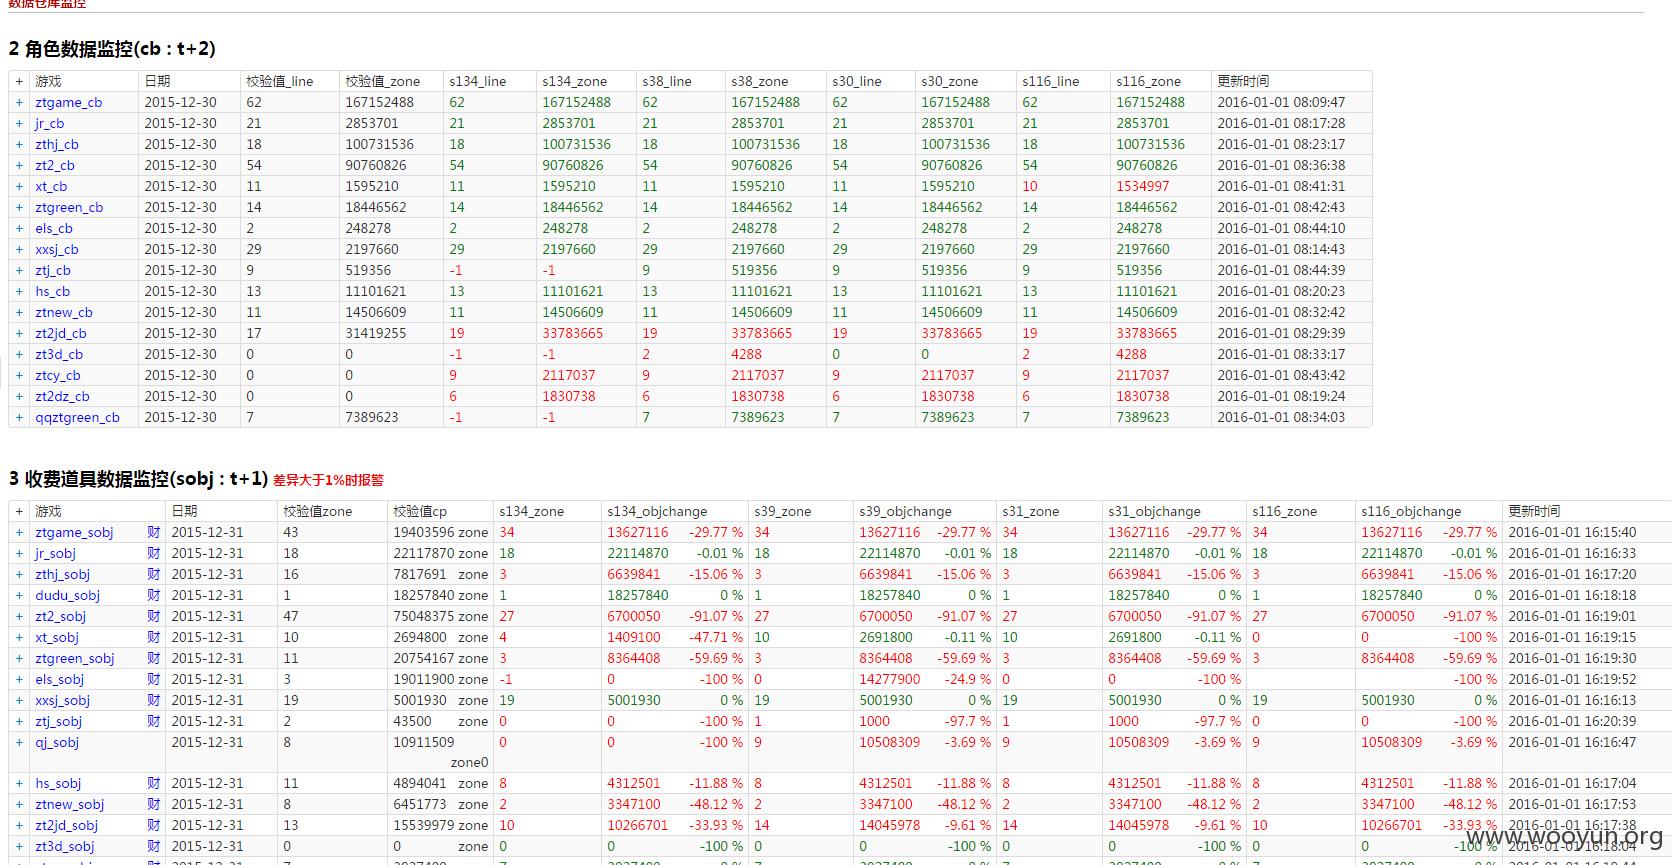 数据仓库监控
2 角色数据监控(cb : t+2)
+ 游戏 日期 校验值_line 校验值_zone s134_line s134_zone s38_line s38_zone s30_line s30_zone s116_line s116_zone 更新时间
+ ztgame_cb 2015-12-30 62 167152488 62 167152488 62 167152488 62 167152488 62 167152488 2016-01-01 08:09:47
+ jr_cb 2015-12-30 21 2853701 21 2853701 21 2853701 21 2853701 21 2853701 2016-01-01 08:17:28
+ zthj_cb 2015-12-30 18 100731536 18 100731536 18 100731536 18 100731536 18 100731536 2016-01-01 08:23:17
+ zt2_cb 2015-12-30 54 90760826 54 90760826 54 90760826 54 90760826 54 90760826 2016-01-01 08:36:38
+ xt_cb 2015-12-30 11 1595210 11 1595210 11 1595210 11 1595210 10 1534997 2016-01-01 08:41:31
+ ztgreen_cb 2015-12-30 14 18446562 14 18446562 14 18446562 14 18446562 14 18446562 2016-01-01 08:42:43
+ els_cb 2015-12-30 2 248278 2 248278 2 248278 2 248278 2 248278 2016-01-01 08:44:10
+ xxsj_cb 2015-12-30 29 2197660 29 2197660 29 2197660 29 2197660 29 2197660 2016-01-01 08:14:43
+ ztj_cb 2015-12-30 9 519356 -1 -1 9 519356 9 519356 9 519356 2016-01-01 08:44:39
+ hs_cb 2015-12-30 13 11101621 13 11101621 13 11101621 13 11101621 13 11101621 2016-01-01 08:20:23
+ ztnew_cb 2015-12-30 11 14506609 11 14506609 11 14506609 11 14506609 11 14506609 2016-01-01 08:32:42
+ zt2jd_cb 2015-12-30 17 31419255 19 33783665 19 33783665 19 33783665 19 33783665 2016-01-01 08:29:39
+ zt3d_cb 2015-12-30 0 0 -1 -1 2 4288 0 0 2 4288 2016-01-01 08:33:17
+ ztcy_cb 2015-12-30 0 0 9 2117037 9 2117037 9 2117037 9 2117037 2016-01-01 08:43:42
+ zt2dz_cb 2015-12-30 0 0 6 1830738 6 1830738 6 1830738 6 1830738 2016-01-01 08:19:24
+ qqztgreen_cb 2015-12-30 7 7389623 -1 -1 7 7389623 7 7389623 7 7389623 2016-01-01 08:34:03
3 收费道具数据监控(sobj : t+1) 差异大于1%时报警
+ 游戏 日期 校验值zone 校验值cp s134_zone s134_objchange s39_zone s39_objchange s31_zone s31_objchange s116_zone s116_objchange 更新时间
+ ztgame_sobj 财 2015-12-31 43 19403596 zone 34 13627116 -29.77 % 34 13627116 -29.77 % 34 13627116 -29.77 % 34 13627116 -29.77 % 2016-01-01 16:15:40
+ jr_sobj 财 2015-12-31 18 22117870 zone 18 22114870 -0.01 % 18 22114870 -0.01 % 18 22114870 -0.01 % 18 22114870 -0.01 % 2016-01-01 16:16:33
+ zthj_sobj 财 2015-12-31 16 7817691 zone 3 6639841 -15.06 % 3 6639841 -15.06 % 3 6639841 -15.06 % 3 6639841 -15.06 % 2016-01-01 16:17:20
+ dudu_sobj 财 2015-12-31 1 18257840 zone 1 18257840 0 % 1 18257840 0 % 1 18257840 0 % 1 18257840 0 % 2016-01-01 16:18:18
+ zt2_sobj 财 2015-12-31 47 75048375 zone 27 6700050 -91.07 % 27 6700050 -91.07 % 27 6700050 -91.07 % 27 6700050 -91.07 % 2016-01-01 16:19:01
+ xt_sobj 财 2015-12-31 10 2694800 zone 4 1409100 -47.71 % 10 2691800 -0.11 % 10 2691800 -0.11 % 0 0 -100 % 2016-01-01 16:19:15
+ ztgreen_sobj 财 2015-12-31 11 20754167 zone 3 8364408 -59.69 % 3 8364408 -59.69 % 3 8364408 -59.69 % 3 8364408 -59.69 % 2016-01-01 16:19:30
+ els_sobj 财 2015-12-31 3 19011900 zone -1 0 -100 % 0 14277900 -24.9 % 0 0 -100 % -100 % 2016-01-01 16:19:52
+ xxsj_sobj 财 2015-12-31 19 5001930 zone 19 5001930 0 % 19 5001930 0 % 19 5001930 0 % 19 5001930 0 % 2016-01-01 16:16:13
+ ztj_sobj 财 2015-12-31 2 43500 zone 0 0 -100 % 1 1000 -97.7 % 1 1000 -97.7 % 0 0 -100 % 2016-01-01 16:20:39
+ qj_sobj 2015-12-31 8 10911509 0 0 -100 % 9 10508309 -3.69 % 9 10508309 -3.69 % 9 10508309 -3.69 % 2016-01-01 16:16:47
zone0
+ hs_sobj 财 2015-12-31 11 4894041 zone 8 4312501 -11.88 % 8 4312501 -11.88 % 8 4312501 -11.88 % 8 4312501 -11.88 % 2016-01-01 16:17:04
+ ztnew_sobj 财 2015-12-31 8 6451773 zone 2 3347100 -48.12 % 2 3347100 -48.12 % 2 3347100 -48.12 % 2 3347100 -48.12 % 2016-01-01 16:17:53
+ zt2jd_sobj 财 2015-12-31 13 15539979 zone 10 10266701 -33.93 % 14 14045978 -9.61 % 14 14045978 -9.61 % 10 10266701 -33.93 % 2016-01-01 16:17:38
+ zt3d_sobj 财 2015-12-31 0 0 zone 0 0 -100 % 0 0 -100 % 0 0 -100 % 0 0 -100 % 2016-01-01 16:18:04
www.wooyun.org